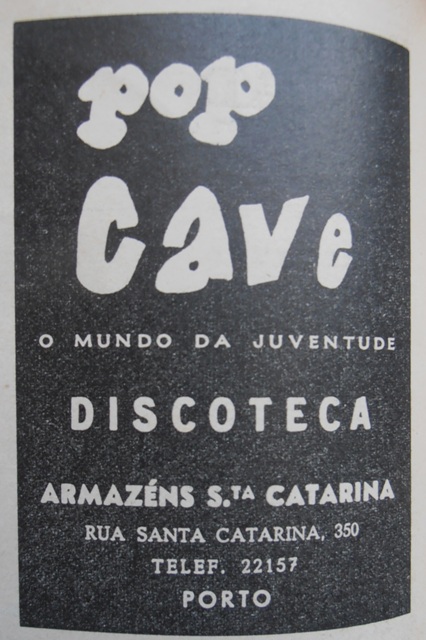 pop
cave
O MUNDO DA JUVENTUDE
DISCOTECA
ARMAZÉNS S.TA CATARINA
RUA SANTA CATARINA, 350
TELEF. 22157
PORTO